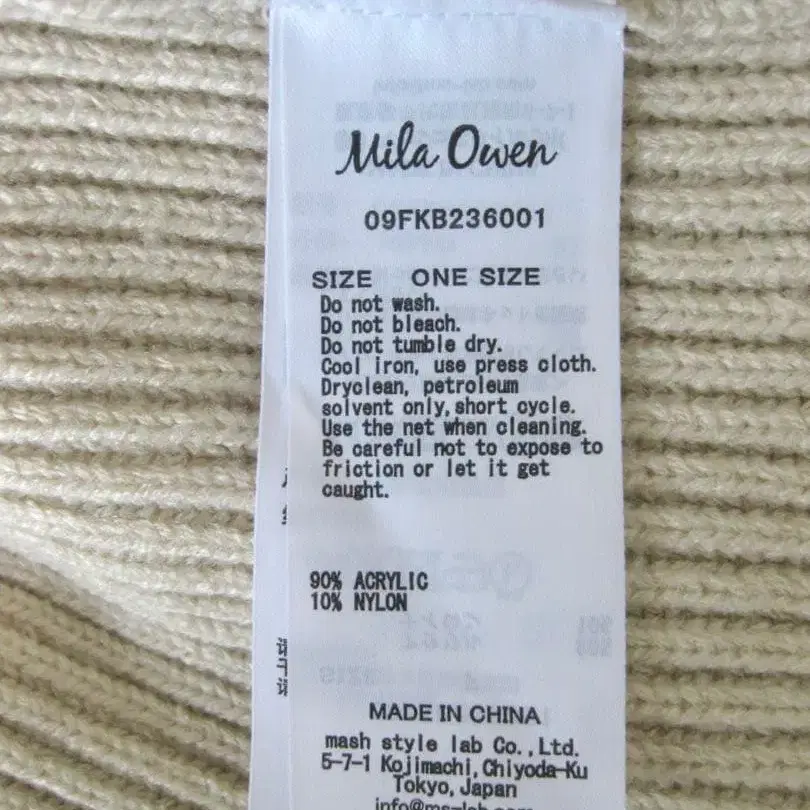 Mila Owen
09FKB236001
SIZE ONE SIZE
Do not wash.
Do not bleach.
Do not tumble dry.
Cool iron, use press cloth.
Dryclean, petroleum
solvent only,short cycle.
Use the net when cleaning.
Be careful not to expose to
friction or let it get
caught.
90% ACRYLIC
10% NYLON
MADE IN CHINA
mash style lab Co.,Ltd.
5-7-1 Kojimachi,Chiyoda-Ku
Tokyo,Japan